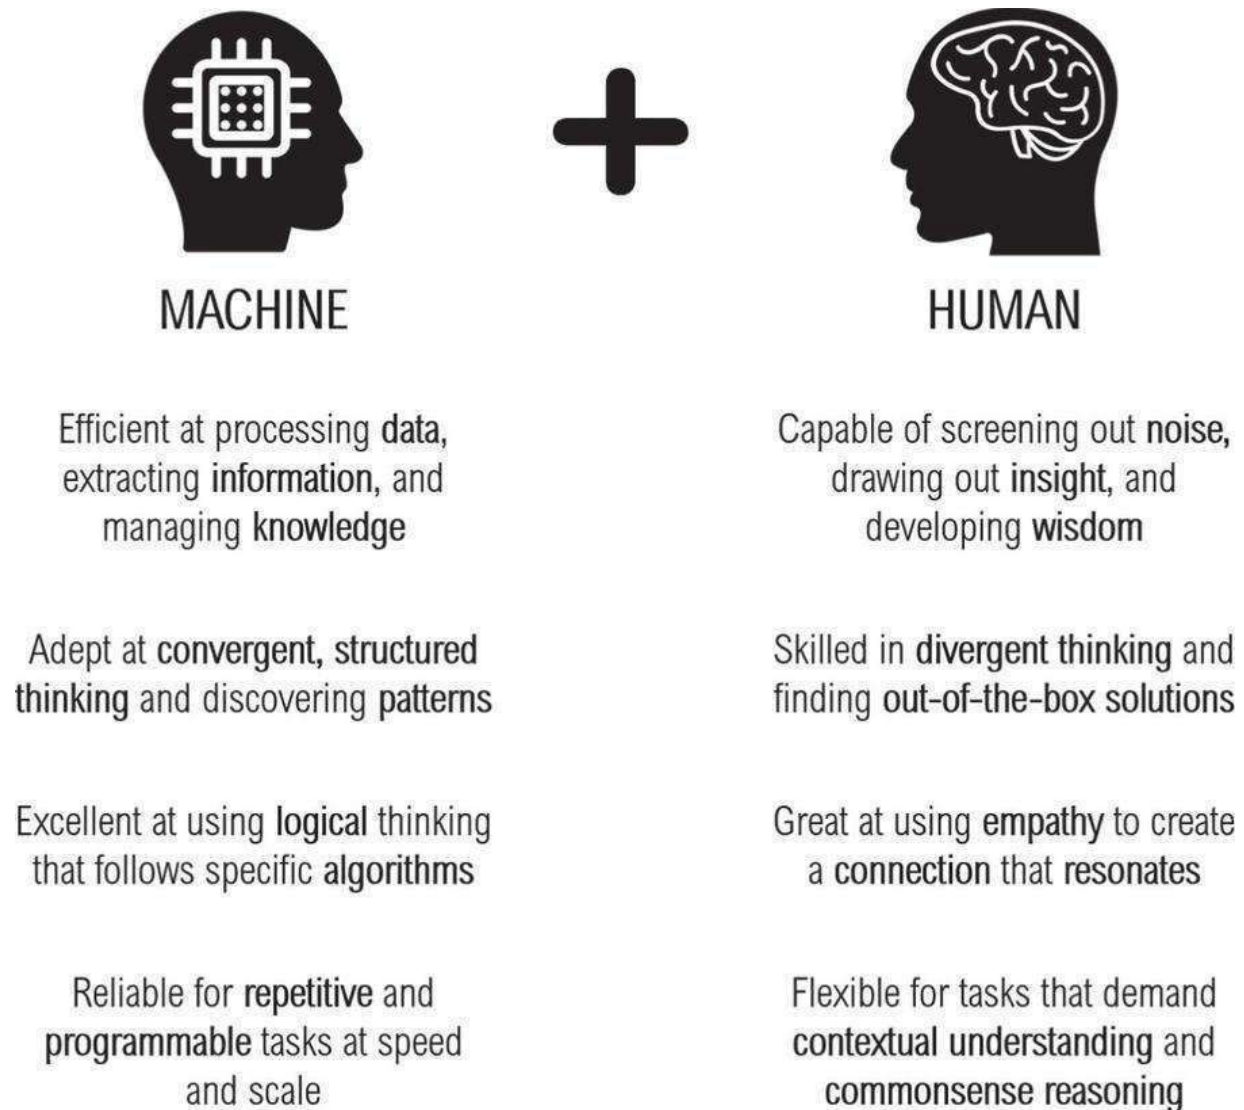 MACHINE
Efficient at processing data,
extracting information, and
managing knowledge
Adept at convergent, structured
thinking and discovering patterns
Excellent at using logical thinking
that follows specific algorithms
Reliable for repetitive and
programmable tasks at speed
and scale
HUMAN
Capable of screening out noise,
drawing out insight, and
developing wisdom
Skilled in divergent thinking and
finding out-of-the-box solutions
Great at using empathy to create
a connection that resonates
Flexible for tasks that demand
contextual understanding and
commonsense reasoning